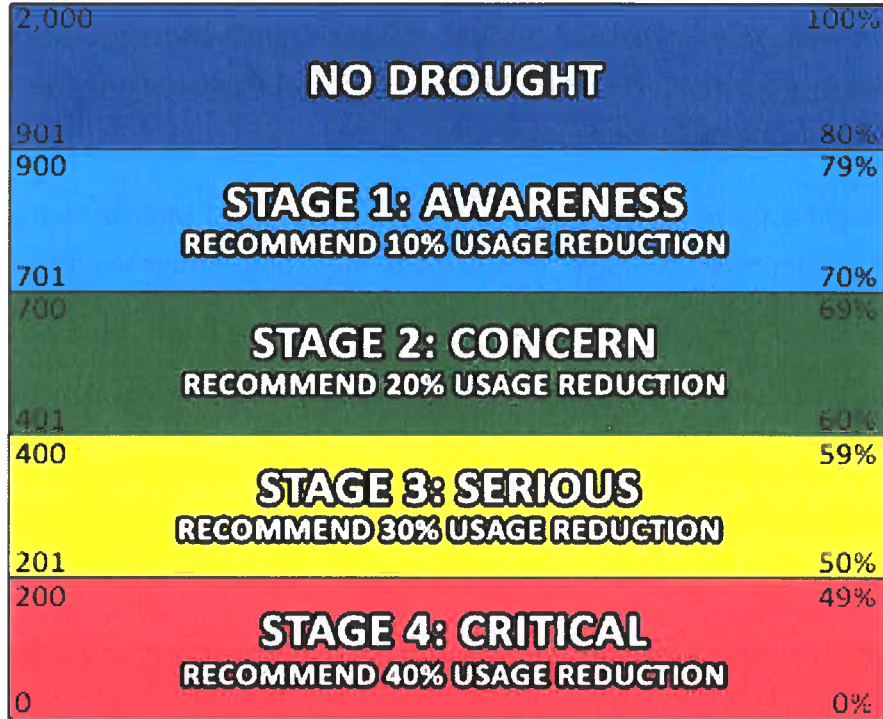 2,000 100%
NO DROUGHT
901 80%
900 79%
STAGE 1: AWARENESS
RECOMMEND 10% USAGE REDUCTION
701 70%
700 69%
STAGE 2: CONCERN
RECOMMEND 20% USAGE REDUCTION
401 60%
400 59%
STAGE 3: SERIOUS
RECOMMEND 30% USAGE REDUCTION
201 50%
200 49%
STAGE 4: CRITICAL
RECOMMEND 40% USAGE REDUCTION
0 0%